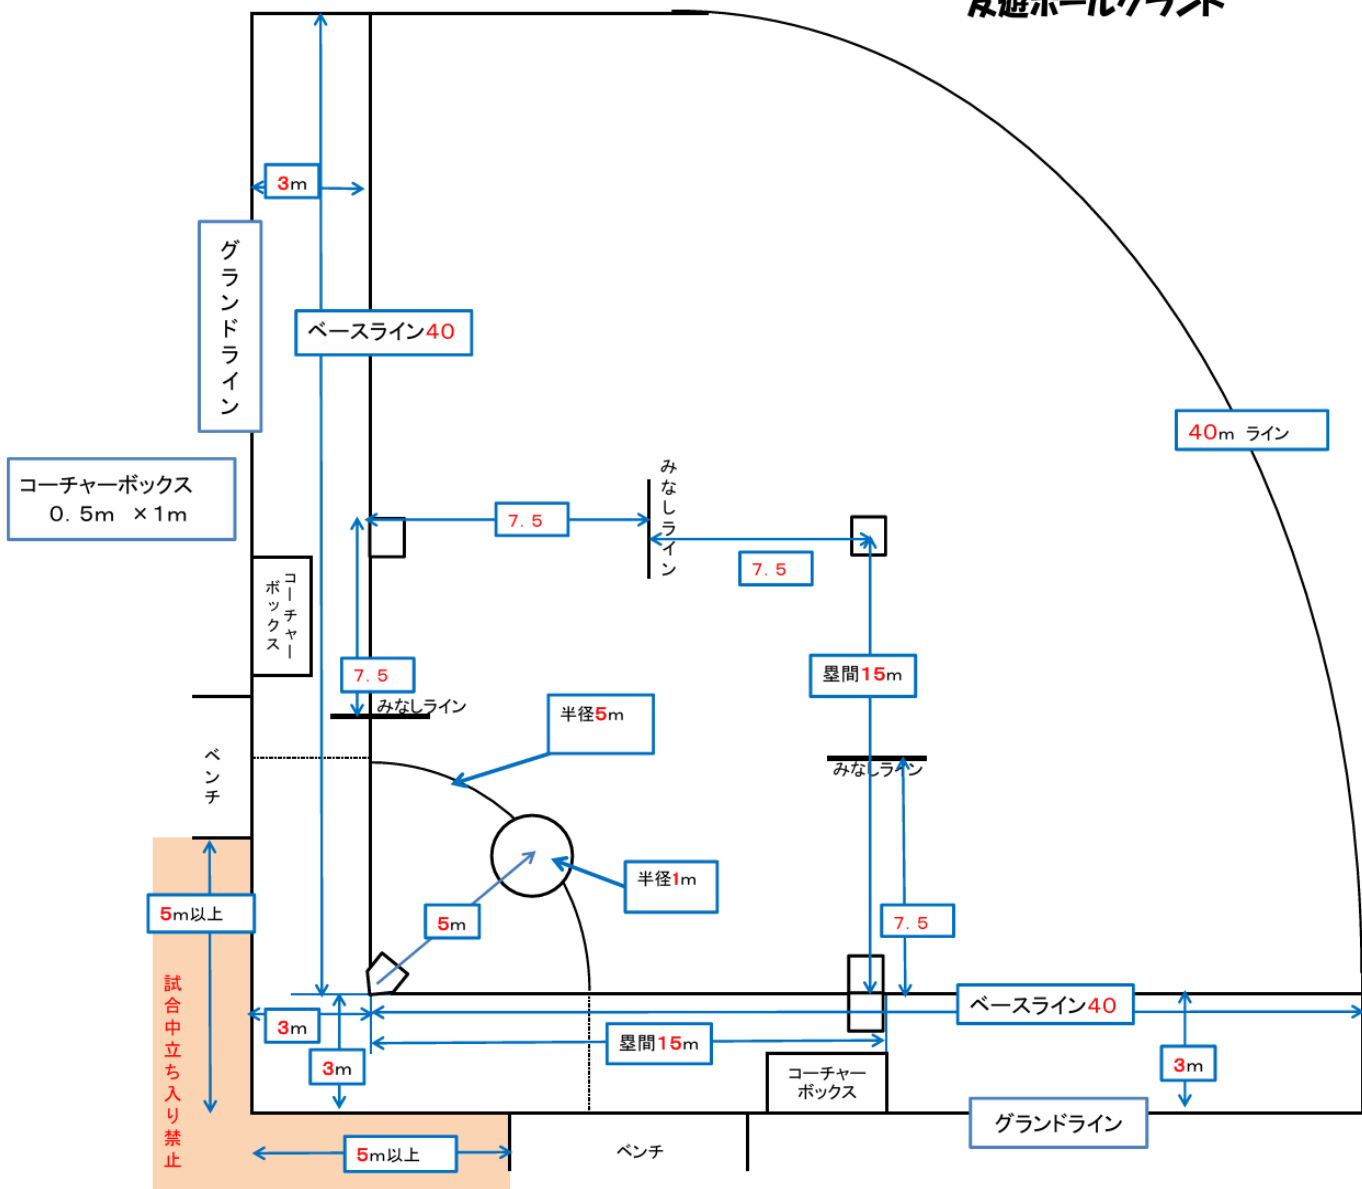 ボールグランド
3m
グランドライン
ベースライン40
40m ライン
コーチャーボックス
0.5m ×1m
みなしライン
7.5
7.5
コーチャー
ボックス
7.5
塁間15m
みなしライン
半径5m
ベンチ
みなしライン
半径1m
5m
5m以上
7.5
試合中立ち入り禁止
3m
3m
塁間15m
ベースライン40
3m
コーチャー
ボックス
グランドライン
5m以上
ベンチ